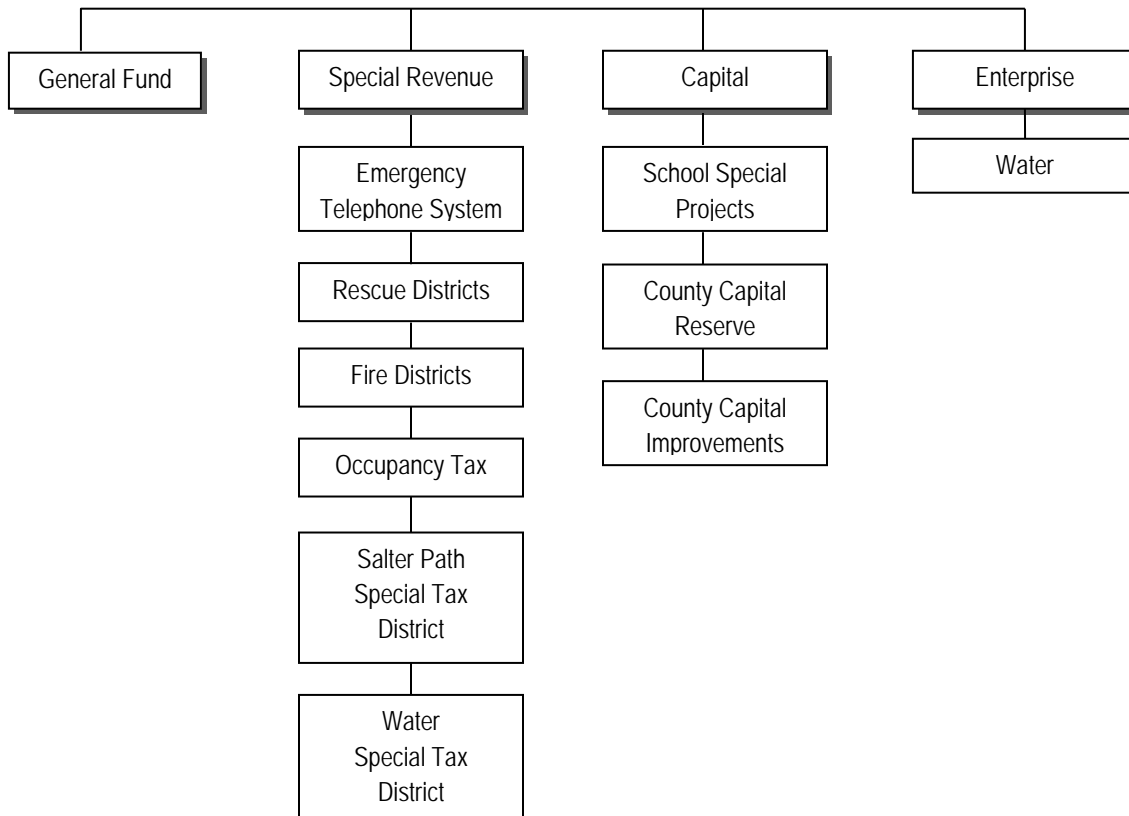 General Fund
Special Revenue
Capital
Enterprise
Emergency
Telephone System
School Special
Projects
Water
Rescue Districts
County Capital
Reserve
Fire Districts
County Capital
Improvements
Occupancy Tax
Salter Path
Special Tax
District
Water
Special Tax
District